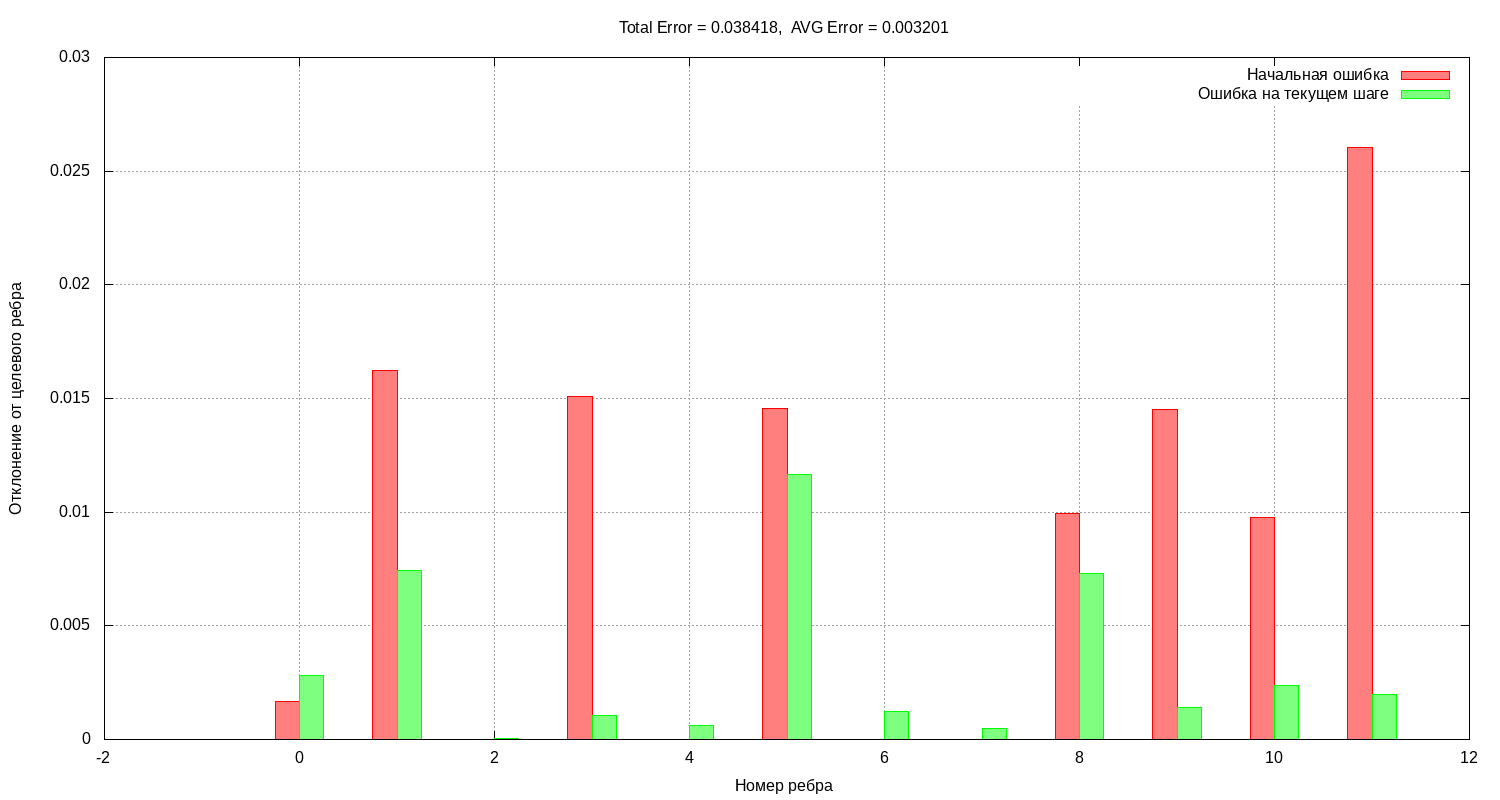 Total Error = 0.038418,  AVG Error = 0.003201
Начальная ошибка
Ошибка на текущем шаге
0.03
0.025
0.02
0.015
0.01
0.005
0
-2 0 2 4 6 8 10 12
Отклонение от целевого ребра
Номер ребра